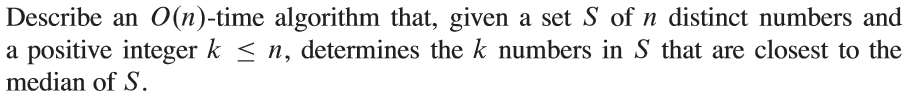 Describe an O(n)-time algorithm that, given a set S of n distinct numbers and
a positive integer k ≤ n, determines the k numbers in S that are closest to the
median of S.